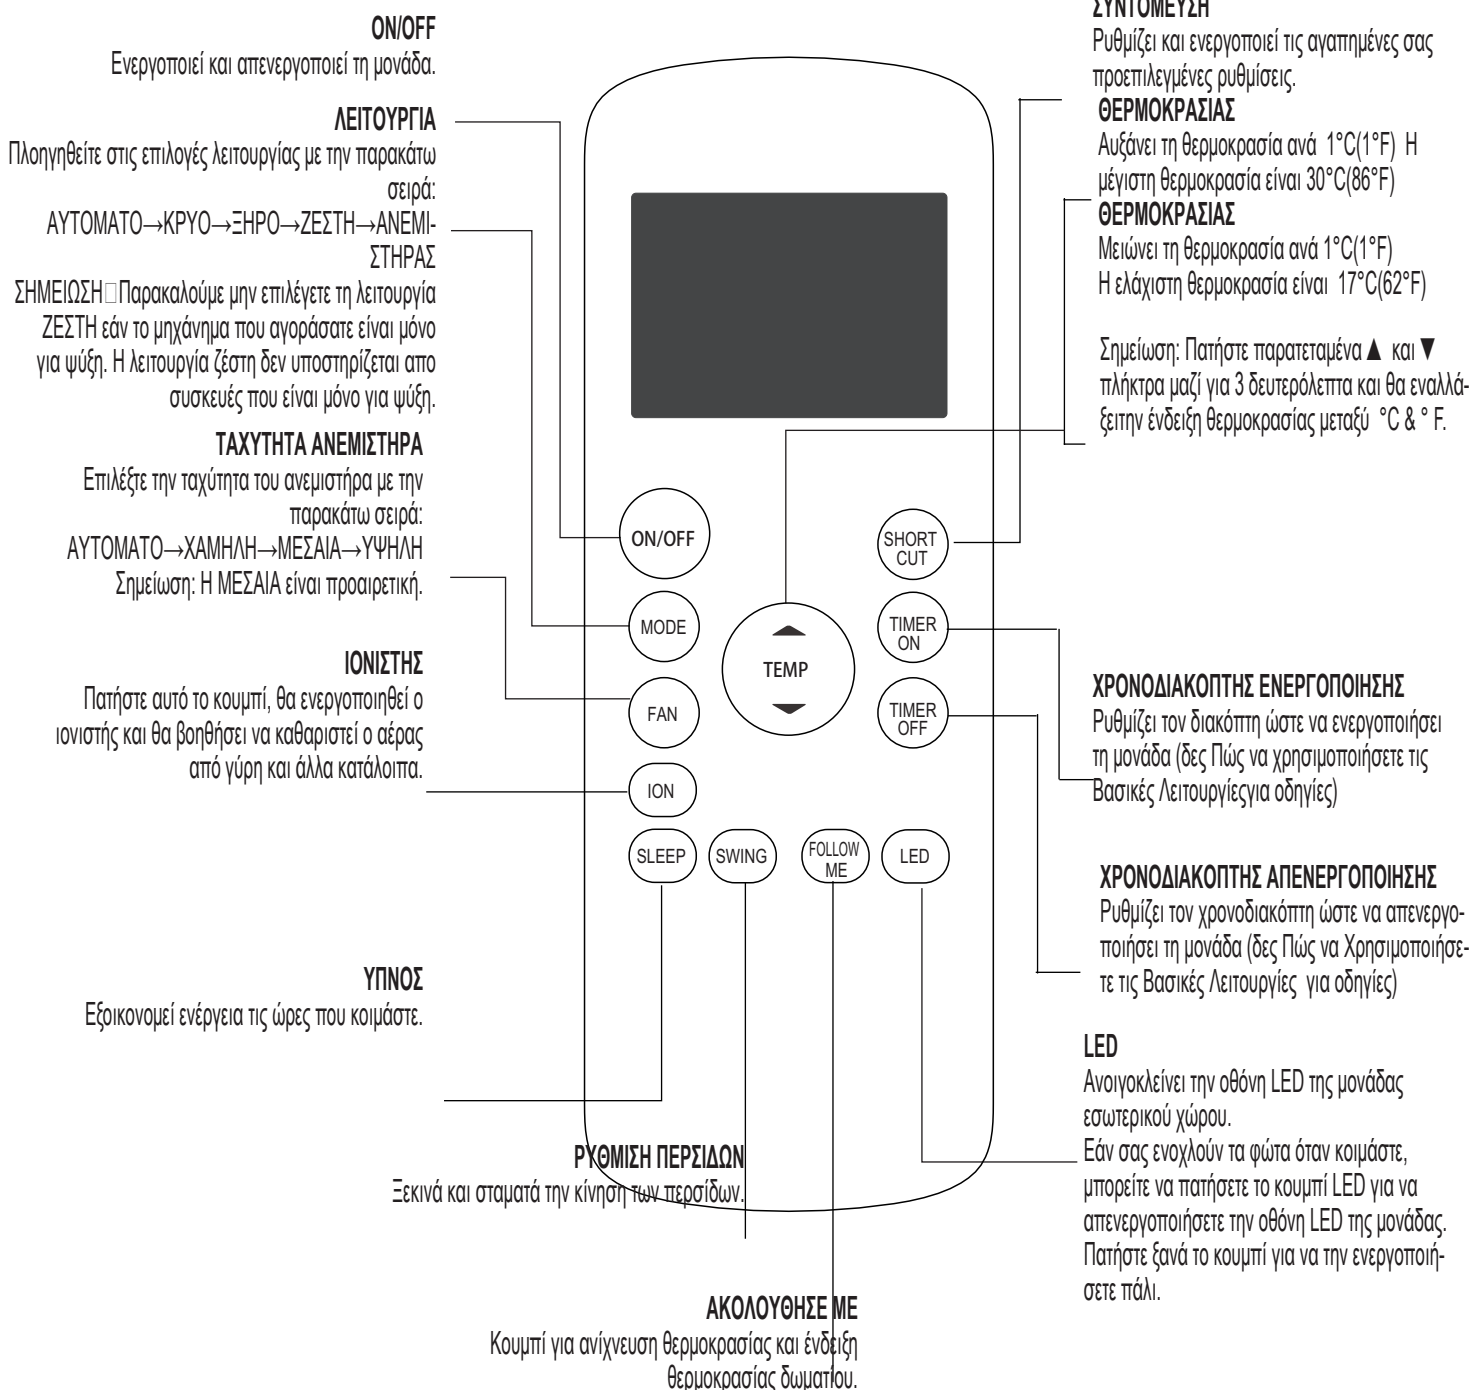 ON/OFF
Ενεργοποιεί και απενεργοποιεί τη μονάδα.
ΛΕΙΤΟΥΡΓΙΑ
Πλοηγηθείτε στις επιλογές λειτουργίας με την παρακάτω
σειρά:
ΑΥΤΟΜΑΤΟ→ΚΡΥΟ→ΞΗΡΟ→ΖΕΣΤΗ→ΑΝΕΜΙ-
ΣΤΗΡΑΣ
ΣΗΜΕΙΩΣΗ□Παρακαλούμε μην επιλέγετε τη λειτουργία
ΖΕΣΤΗ εάν το μηχάνημα που αγοράσατε είναι μόνο
για ψύξη. Η λειτουργία ζέστη δεν υποστηρίζεται απο
συσκευές που είναι μόνο για ψύξη.
ΤΑΧΥΤΗΤΑ ΑΝΕΜΙΣΤΗΡΑ
Επιλέξτε την ταχύτητα του ανεμιστήρα με την
παρακάτω σειρά:
ΑΥΤΟΜΑΤΟ→ΧΑΜΗΛΗ→ΜΕΣΑΙΑ→ΥΨΗΛΗ
Σημείωση: Η ΜΕΣΑΙΑ είναι προαιρετική.
ΙΟΝΙΣΤΗΣ
Πατήστε αυτό το κουμπί, θα ενεργοποιηθεί ο
ιονιστής και θα βοηθήσει να καθαριστεί ο αέρας
από γύρη και άλλα κατάλοιπα.
ΥΠΝΟΣ
Εξοικονομεί ενέργεια τις ώρες που κοιμάστε.
ΡΥΘΜΙΣΗ ΠΕΡΣΙΔΩΝ
Ξεκινά και σταματά την κίνηση των περσίδων.
ΑΚΟΛΟΥΘΗΣΕ ΜΕ
Κουμπί για ανίχνευση θερμοκρασίας και ένδειξη
θερμοκρασίας δωματίου.
ON/OFF
MODE
FAN
ION
SLEEP
SWING
FOLLOW
ME
LED
TEMP
SHORT
CUT
TIMER
ON
TIMER
OFF
ΣΥΝΤΟΜΕΥΣΗ
Ρυθμίζει και ενεργοποιεί τις αγαπημένες σας
προεπιλεγμένες ρυθμίσεις.
ΘΕΡΜΟΚΡΑΣΙΑΣ
Αυξάνει τη θερμοκρασία ανά 1°C(1°F) Η
μέγιστη θερμοκρασία είναι 30°C(86°F)
ΘΕΡΜΟΚΡΑΣΙΑΣ
Μειώνει τη θερμοκρασία ανά 1°C(1°F)
Η ελάχιστη θερμοκρασία είναι 17°C(62°F)
Σημείωση: Πατήστε παρατεταμένα ▲ και ▼
πλήκτρα μαζί για 3 δευτερόλεπτα και θα εναλλά-
ξειτην ένδειξη θερμοκρασίας μεταξύ °C & ° F.
ΧΡΟΝΟΔΙΑΚΟΠΤΗΣ ΕΝΕΡΓΟΠΟΙΗΣΗΣ
Ρυθμίζει τον διακόπτη ώστε να ενεργοποιήσει
τη μονάδα (δες Πώς να χρησιμοποιήσετε τις
Βασικές Λειτουργίεςγια οδηγίες)
ΧΡΟΝΟΔΙΑΚΟΠΤΗΣ ΑΠΕΝΕΡΓΟΠΟΙΗΣΗΣ
Ρυθμίζει τον χρονοδιακόπτη ώστε να απενεργο-
ποιήσει τη μονάδα (δες Πώς να Χρησιμοποιήσε-
τε τις Βασικές Λειτουργίες για οδηγίες)
LED
Ανοιγοκλείνει την οθόνη LED της μονάδας
εσωτερικού χώρου.
Εάν σας ενοχλούν τα φώτα όταν κοιμάστε,
μπορείτε να πατήσετε το κουμπί LED για να
απενεργοποιήσετε την οθόνη LED της μονάδας.
Πατήστε ξανά το κουμπί για να την ενεργοποιή-
σετε πάλι.